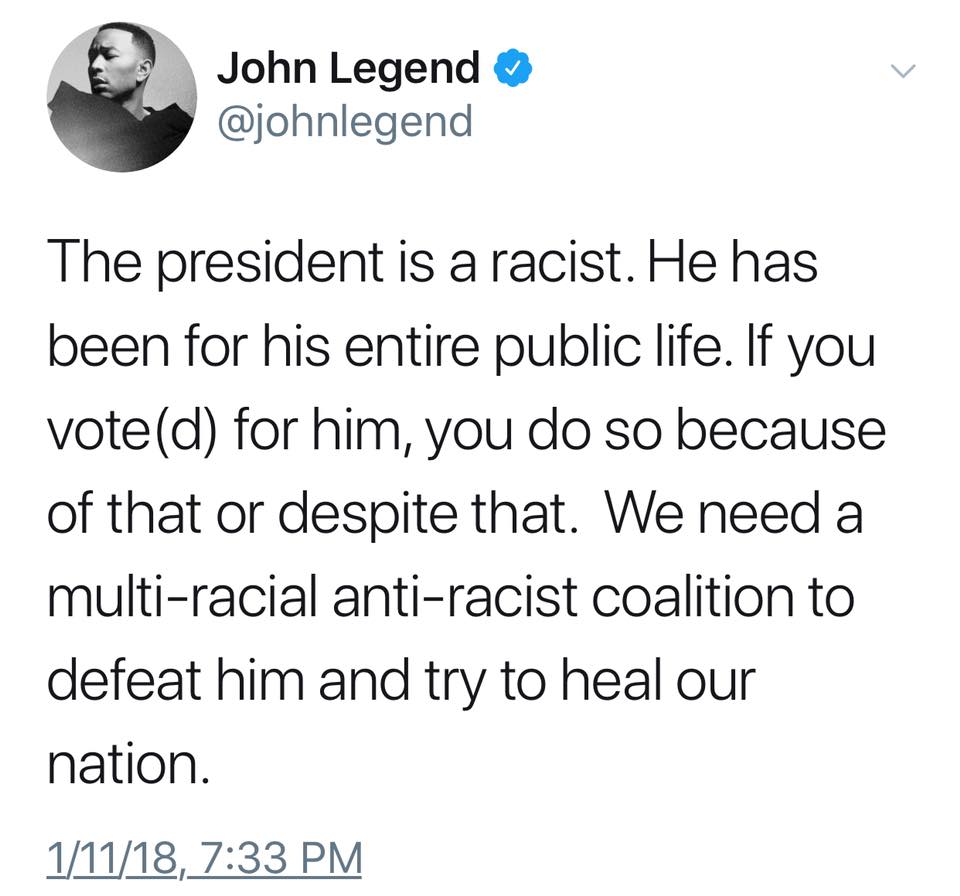 John Legend
@johnlegend
The president is a racist. He has
been for his entire public life. If you
vote(d) for him, you do so because
of that or despite that.  We need a
multi-racial anti-racist coalition to
defeat him and try to heal our
nation.
1/11/18, 7:33 PM